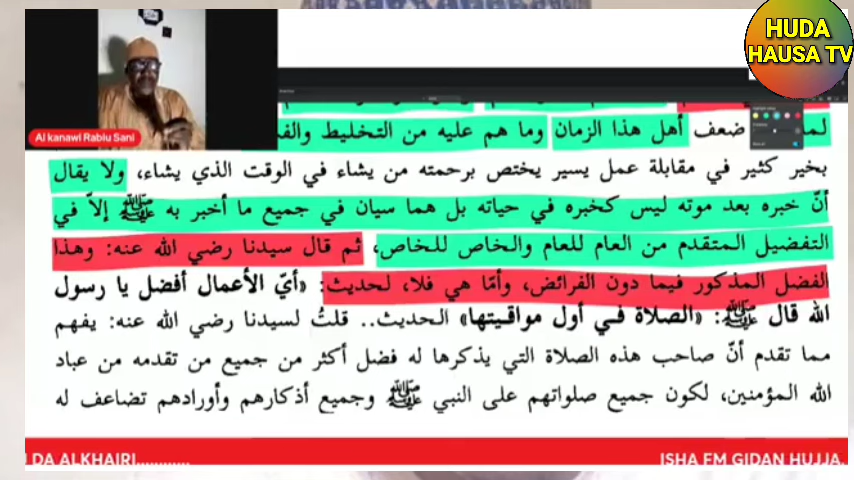 HUDA
HAUSA TV
Al kanawi Rabiu Sani
ضعف أهل هذا الزمان وما هم عليه من التخليط
بخير كثير في مقابلة عمل يسير يختص برحمته من يشاء في الوقت الذي يشاء، ولا يقال
أنّ خبره بعد موته ليس كخبره في حياته بل هما سيان في جميع ما أخبر به ﷺ إلاّ في
التفضيل المتقدم من العام للعام والخاص للخاص، ثم قال سيدنا رضي الله عنه: وهذا
الفضل المذكور فيما دون الفرائض، وأمّا هي فلا، لحديث: «أيّ الأعمال أفضل يا رسول
الله قال ﷺ: «الصلاة في أول مواقيتها» الحديث.. قلتُ لسيدنا رضي الله عنه: يفهم
مما تقدم أنّ صاحب هذه الصلاة التي يذكرها له فضل أكثر من جميع من تقدمه من عباد
الله المؤمنين، لكون جميع صلواتهم على النبي ﷺ وجميع أذكارهم وأورادهم تضاعف له
DA ALKHAIRI............
ISHA FM GIDAN HUJJA.